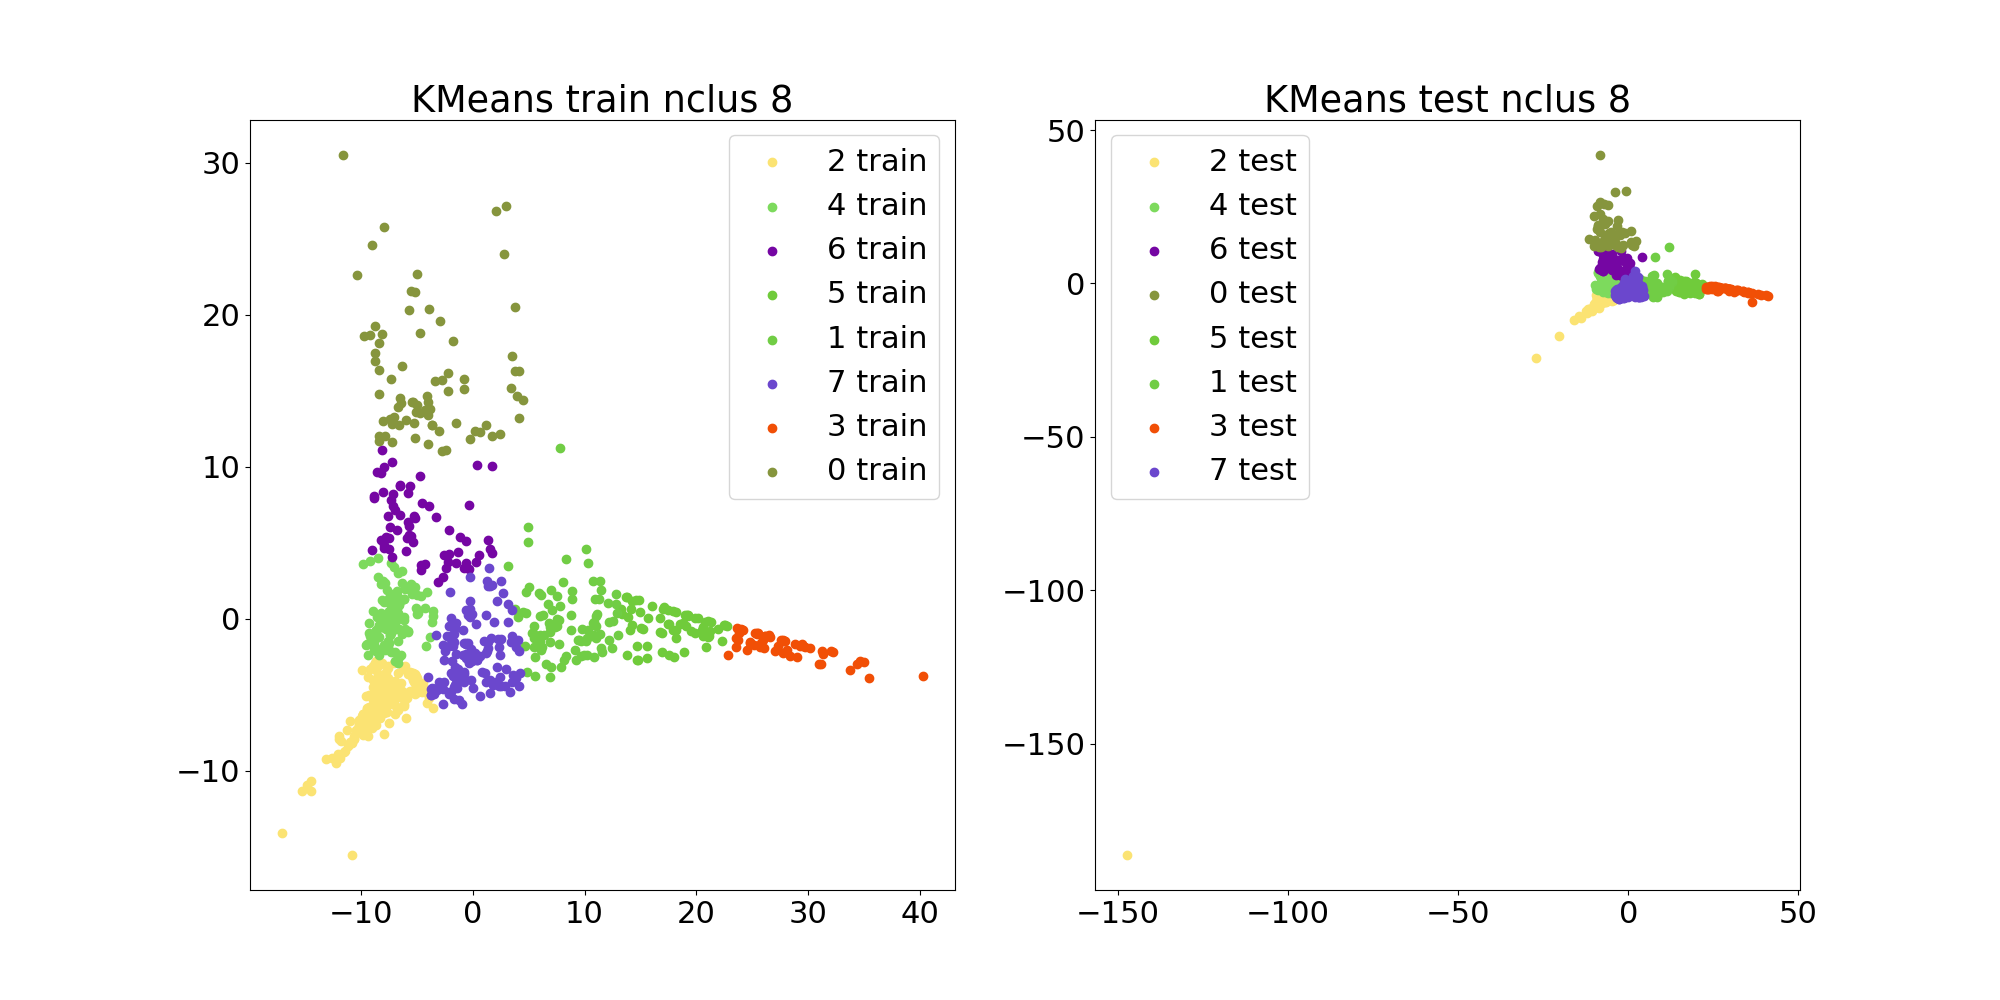 KMeans train nclus 8
30
20
10
0
−10
−10
0
10
20
30
40
2 train
4 train
6 train
5 train
1 train
7 train
3 train
0 train
KMeans test nclus 8
50
0
−50
−100
−150
−150
−100
−50
0
50
2 test
4 test
6 test
0 test
5 test
1 test
3 test
7 test